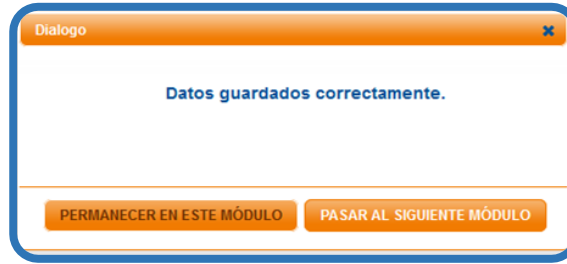 Dialogo
Datos guardados correctamente.
PERMANECER EN ESTE MÓDULO PASAR AL SIGUIENTE MÓDULO